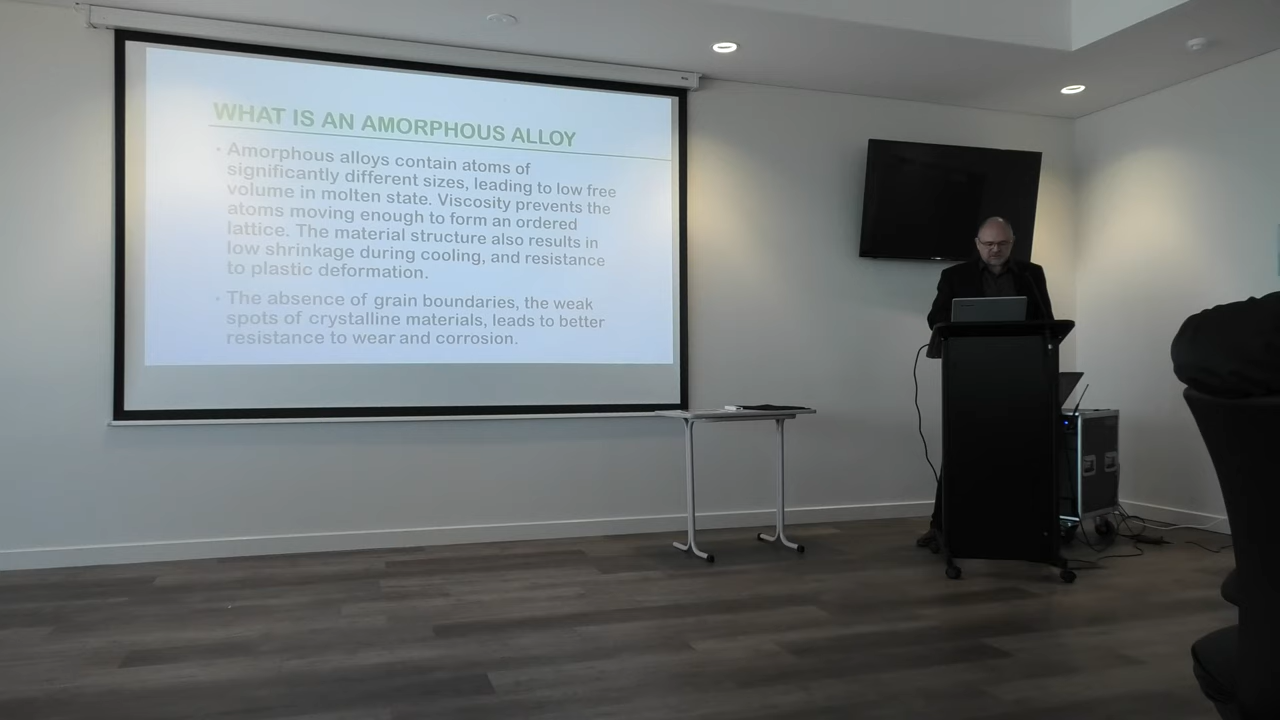 WHAT IS AN AMORPHOUS ALLOY
• Amorphous alloys contain atoms of
significantly different sizes, leading to low free
volume in molten state. Viscosity prevents the
atoms moving enough to form an ordered
lattice. The material structure also results in
low shrinkage during cooling, and resistance
to plastic deformation.
• The absence of grain boundaries, the weak
spots of crystalline materials, leads to better
resistance to wear and corrosion.